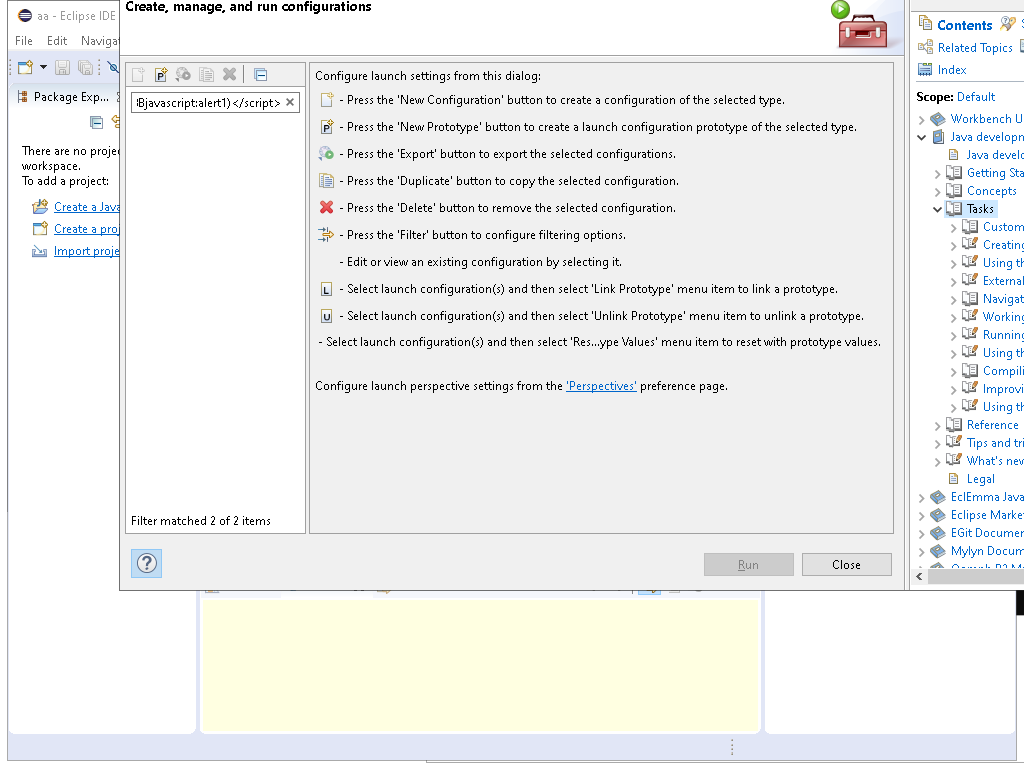 aa - Eclipse IDE
File Edit
Package Exp...
There are no
workspace.
To add a project:
Create a Java
Create a
Import
Create, manage, and run configurations
P
javascript:alert1)</script>
Filter matched 2 of 2 items
Configure launch settings from this dialog:
- Press the 'New Configuration' button to create a configuration of the selected type.
P - Press the 'New Prototype' button to create a launch configuration prototype of the selected type.
- Press the 'Export' button to export the selected configurations.
- Press the 'Duplicate' button to copy the selected configuration.
- Press the 'Delete' button to remove the selected configuration.
- Press the 'Filter' button to configure filtering options.
- Edit or view an existing configuration by selecting it.
L - Select launch configuration(s) and then select 'Link Prototype' menu item to link a prototype.
U - Select launch configuration(s) and then select 'Unlink Prototype' menu item to unlink a prototype.
- Select launch configuration(s) and then select 'Res...ype Values' menu item to reset with prototype values.
Configure launch perspective settings from the 'Perspectives' preference page.
?
Run
Close
Contents
Related Topics
Index
Scope: Default
Workbench U
Java developm
Java develo
Getting Sta
Concepts
Tasks
Custom
Creating
Using th
External
Navigat
Working
Running
Using th
Compili
Improvi
Using th
Reference
Tips and tri
What's new
Legal
EclEmma Java
Eclipse Market
EGit Documen
Mylyn Docum